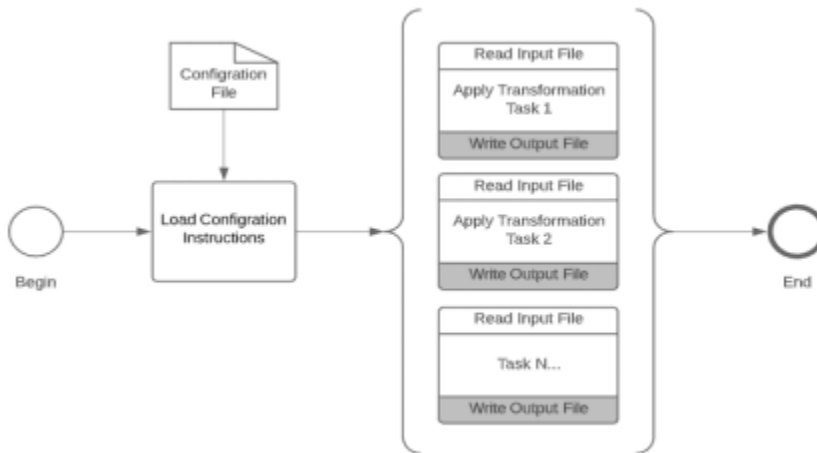 Configration
File
Load Configration
Instructions
Begin
Read Input File
Apply Transformation
Task 1
Write Output File
Read Input File
Apply Transformation
Task 2
Write Output File
Read Input File
Task N...
Write Output File
End